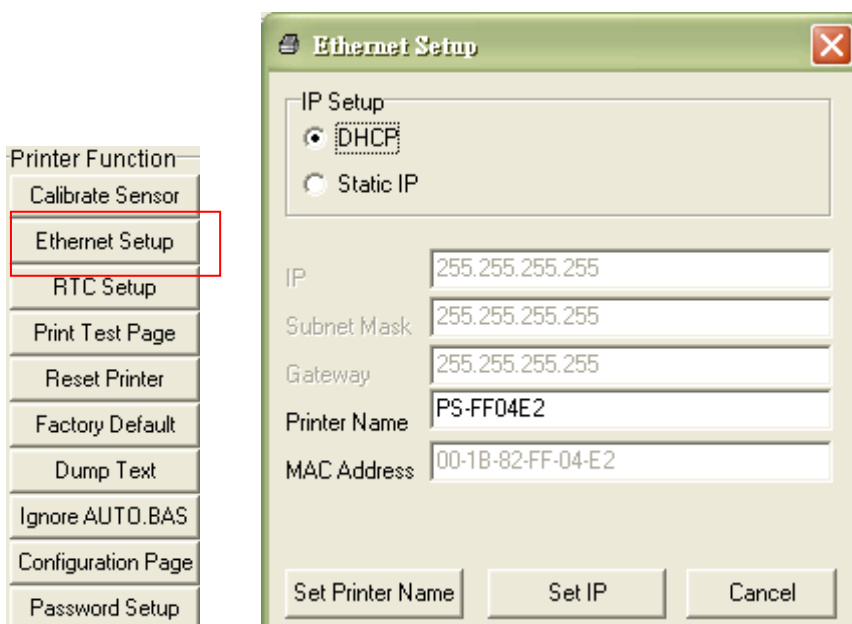 Printer Function
Calibrate Sensor
Ethernet Setup
RTC Setup
Print Test Page
Reset Printer
Factory Default
Dump Text
Ignore AUTO.BAS
Configuration Page
Password Setup
Ethernet Setup
IP Setup
DHCP
Static IP
IP 255.255.255.255
Subnet Mask 255.255.255.255
Gateway 255.255.255.255
Printer Name PS-FF04E2
MAC Address 00-1B-82-FF-04-E2
Set Printer Name Set IP Cancel